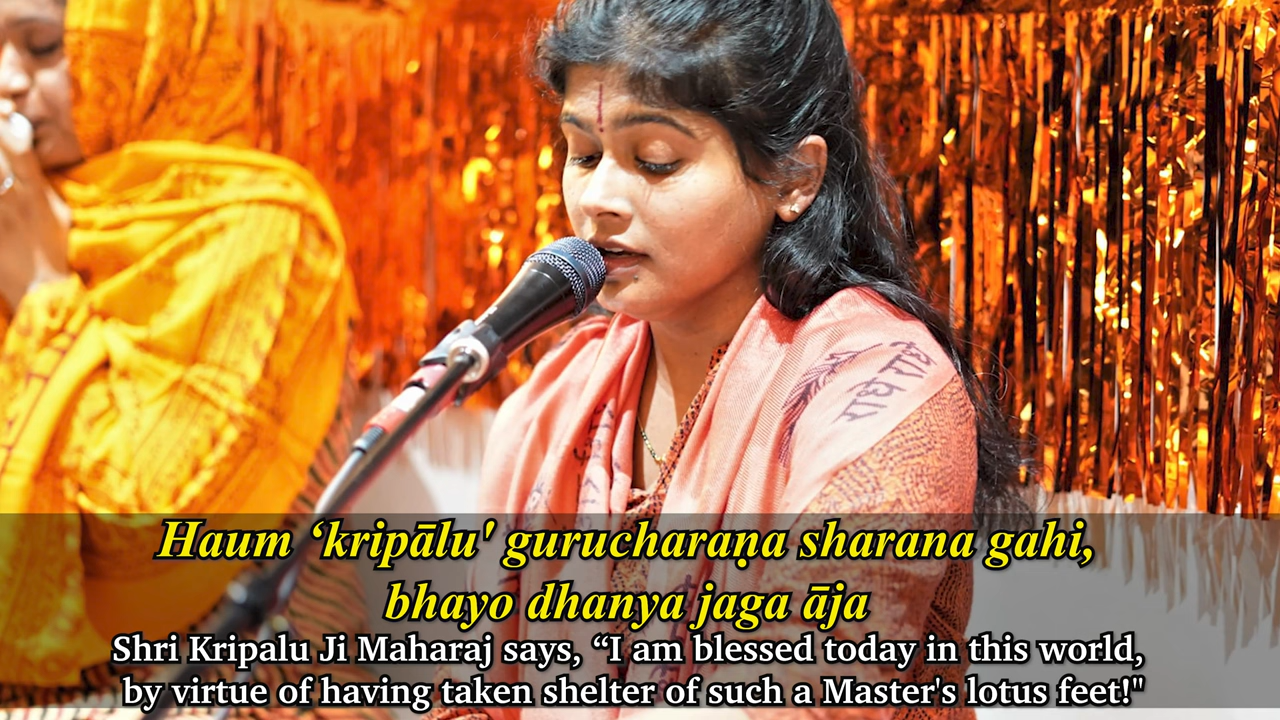 Haum ‘kripālu' gurucharaṇa sharana gahi,
bhayo dhanya jaga āja
Shri Kripalu Ji Maharaj says, “I am blessed today in this world,
by virtue of having taken shelter of such a Master's lotus feet!"